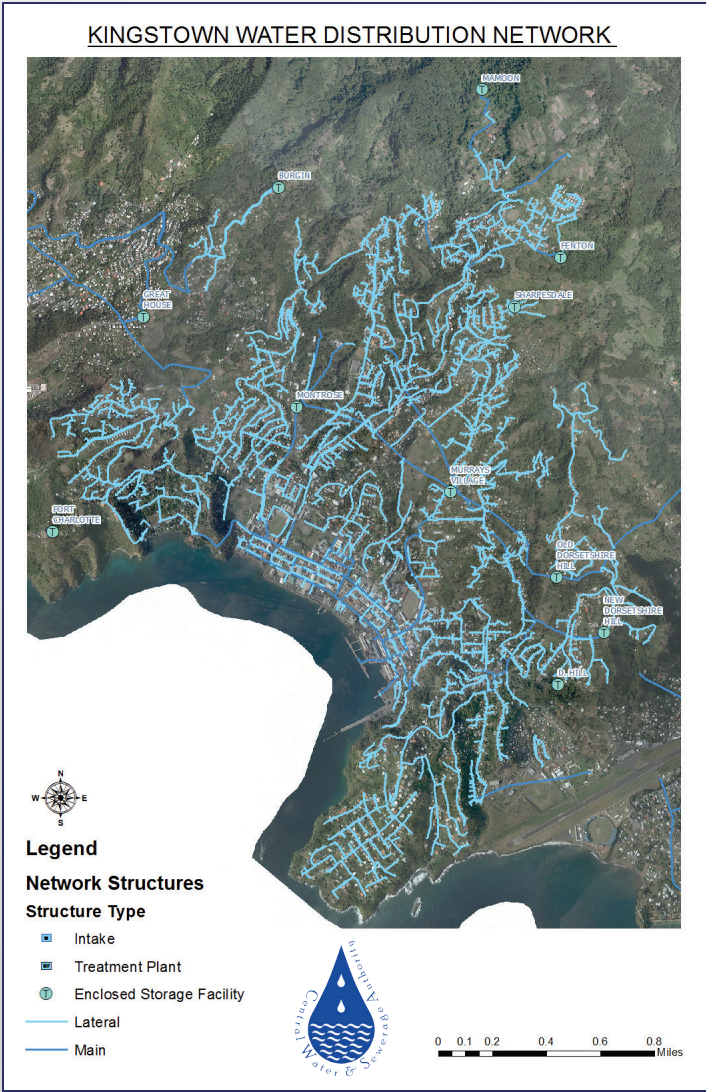 KINGSTOWN WATER DISTRIBUTION NETWORK
MAMOON
T
BURGIN
T
FENTON
T
SHARPESDALE
T
GREAT
HOUSE
T
MONTROSE
T
MURRAYS
VILLAGE
T
FORT
CHARLOTTE
T
OLD
DORSETSHIRE
HILL
T
NEW
DORSETSHIRE
HILL
T
D. HILL
T
N
W E
S
Legend
Network Structures
Structure Type
Intake
Treatment Plant
T Enclosed Storage Facility
Lateral
Main
Central Water & Sewerage Authority
0 0.1 0.2 0.4 0.6 0.8
Miles